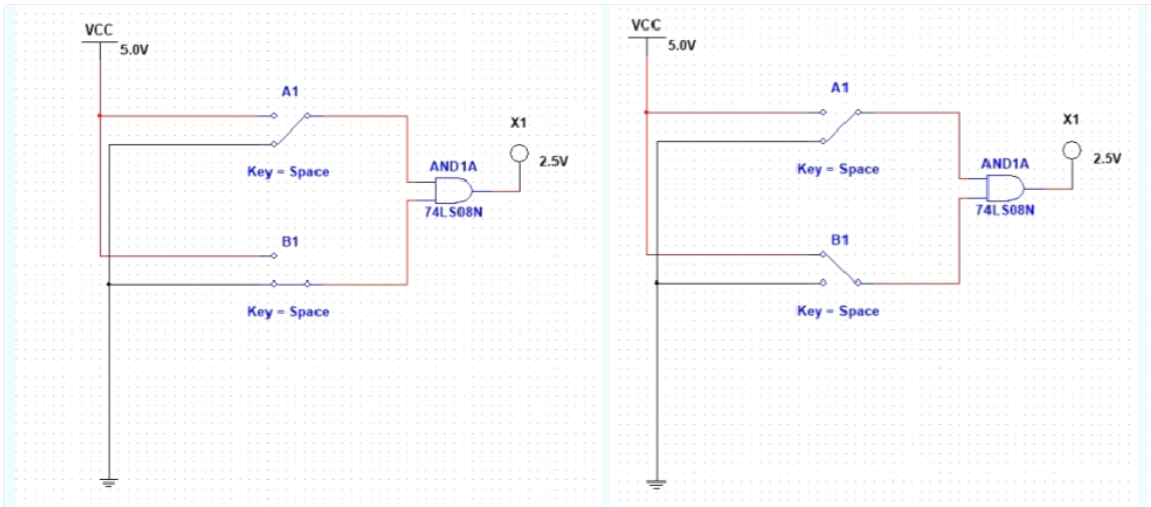 VCC
5.0V
A1
Key = Space
X1
2.5V
AND1A
74LS08N
B1
Key = Space
VCC
5.0V
A1
Key = Space
X1
2.5V
AND1A
74LS08N
B1
Key = Space